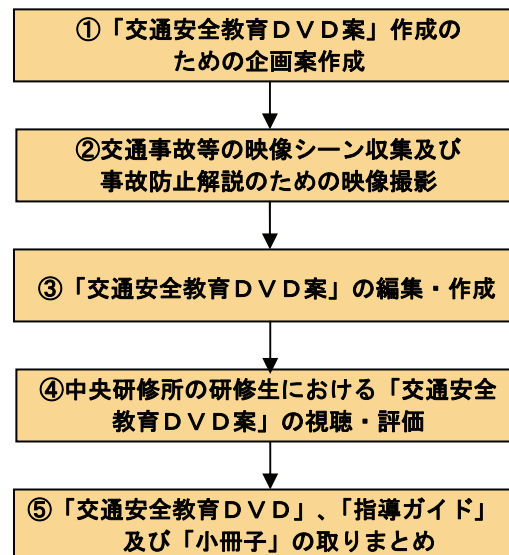 ①「交通安全教育ＤＶＤ案」作成の
ための企画案作成
②交通事故等の映像シーン収集及び
事故防止解説のための映像撮影
③「交通安全教育ＤＶＤ案」の編集・作成
④中央研修所の研修生における「交通安全
教育ＤＶＤ案」の視聴・評価
⑤「交通安全教育ＤＶＤ」、「指導ガイド」
及び「小冊子」の取りまとめ